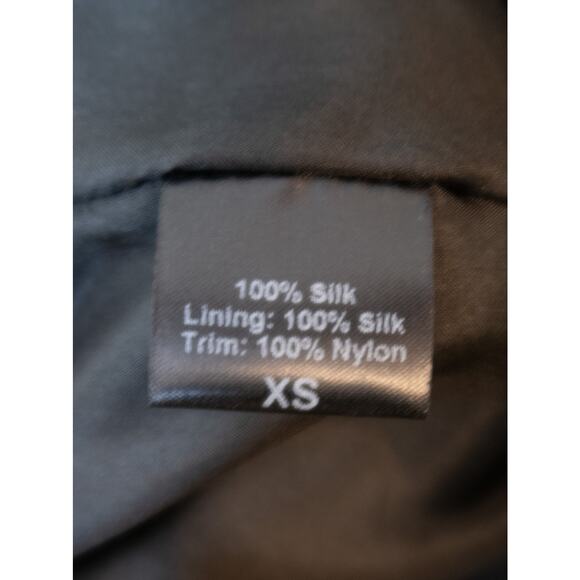 100% Silk
Lining: 100% Silk
Trim: 100% Nylon
XS